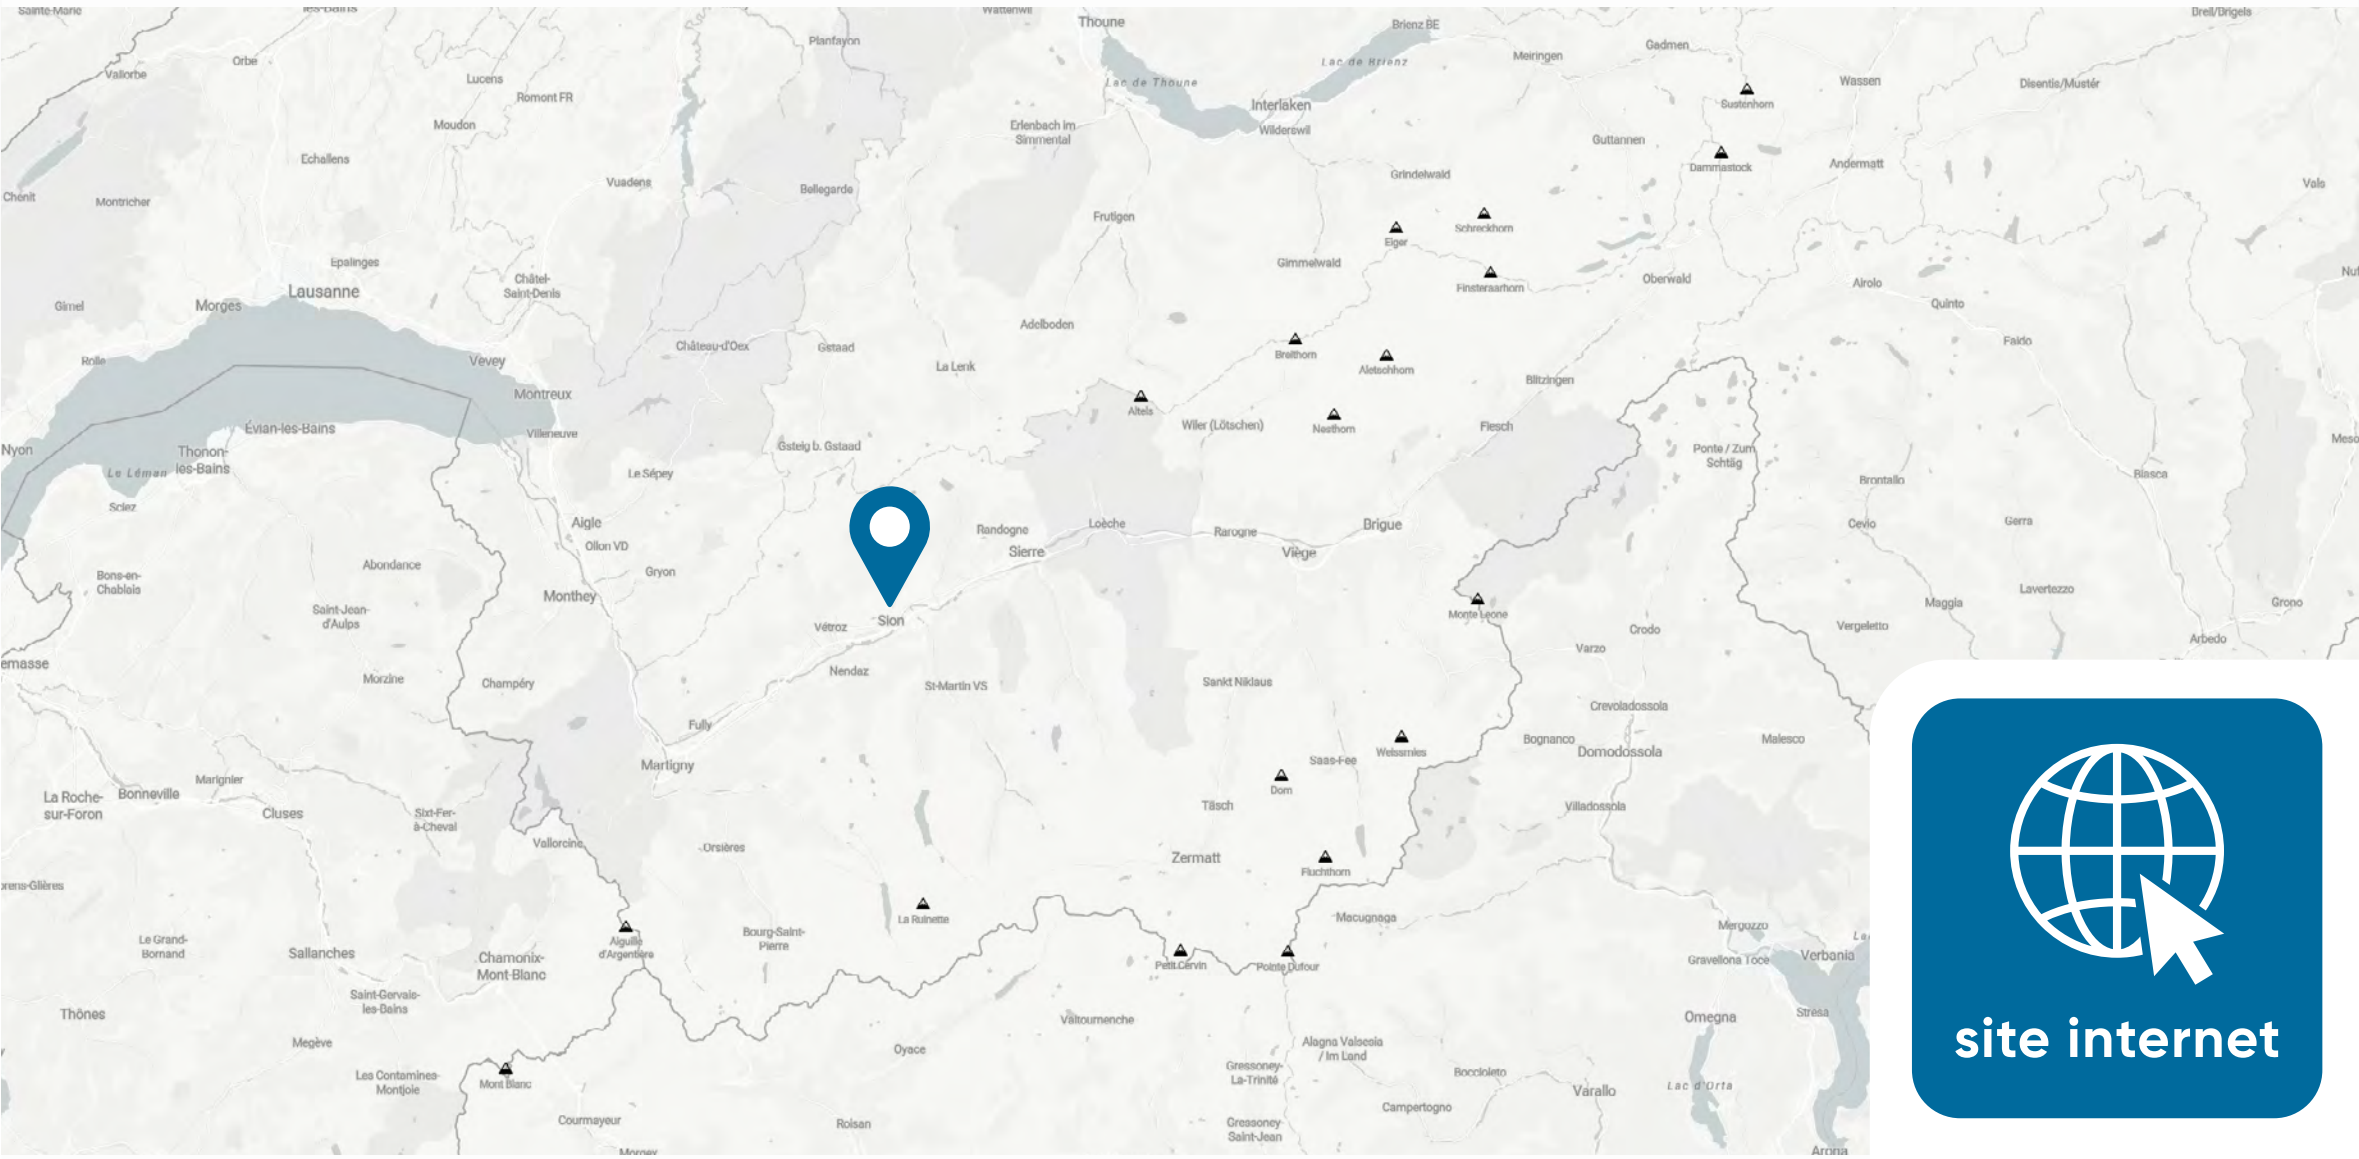 Sainte-Marie
les-Bains
Wattenwil
Thoune
Brienz BE
Breil/Brigels
Planfayon
Gadmen
Meiringen
Orbe
Vallorbe
Lucens
Lac de Thoune
Lac de Brienz
Wassen
Disentis/Mustér
Romont FR
Interlaken
Sustenhorn
Moudon
Erlenbach im
Simmental
Wilderswil
Guttannen
Echallens
Dammastock
Andermatt
Grindelwald
Vuadens
Bellegarde
Vals
Chenit
Montricher
Frutigen
Schreckhorn
Eiger
Epalinges
Gimmelwald
Châtel-
Saint-Denis
Finsteraarhorn
Oberwald
Airolo
Lausanne
Gimel
Morges
Quinto
Adelboden
Faido
Château-d'Oex
Gstaad
Breithorn
Rolle
Vevey
La Lenk
Aletschhorn
Blitzingen
Montreux
Altels
Wiler (Lötschen)
Nesthorn
Fiesch
Évian-les-Bains
Villeneuve
Gsteig b. Gstaad
Nyon
Thonon-
les-Bains
Le Léman
Le Sépey
Ponte / Zum
Schtäg
Biasca
Brontallo
Sciez
Aigle
Randogne
Loèche
Rarogne
Brigue
Cevio
Gerra
Ollon VD
Sierre
Viège
Abondance
Gryon
Bons-en-
Chablais
Monthey
Lavertezzo
Saint-Jean-
d'Aulps
Monte Leone
Maggia
Grono
Vétroz
Sion
Crodo
Vergeletto
Arbedo
Varzo
emasse
Nendaz
Morzine
Champéry
St-Martin VS
Sankt Niklaus
Crevoladossola
Fully
Bognanco
Domodossola
Malesco
Martigny
Weissmies
Saas-Fee
Marignier
Dom
La Roche-
sur-Foron
Bonneville
Täsch
Villadossola
Cluses
Sixt-Fer-
à-Cheval
Vallorcine
Orsières
Zermatt
Fluchthorn
La Ruinette
Macugnaga
Mergozzo
Le Grand-
Bornand
Sallanches
Aiguille
d'Argentière
Bourg-Saint-
Pierre
Verbania
Chamonix-
Mont-Blanc
Petit Cervin
Pointe Dufour
Gravellona Toce
Saint-Gervais-
les-Bains
Thônes
Valtournenche
Omegna
Stresa
Megève
Oyace
Alagna Valsesia
/ Im Land
site internet
Les Contamines-
Montjoie
Mont Blanc
Gressoney-
La-Trinité
Boccioleto
Varallo
Lac d'Orta
Campertogno
Courmayeur
Roisan
Gressoney-
Saint-Jean
Morgex
Arona